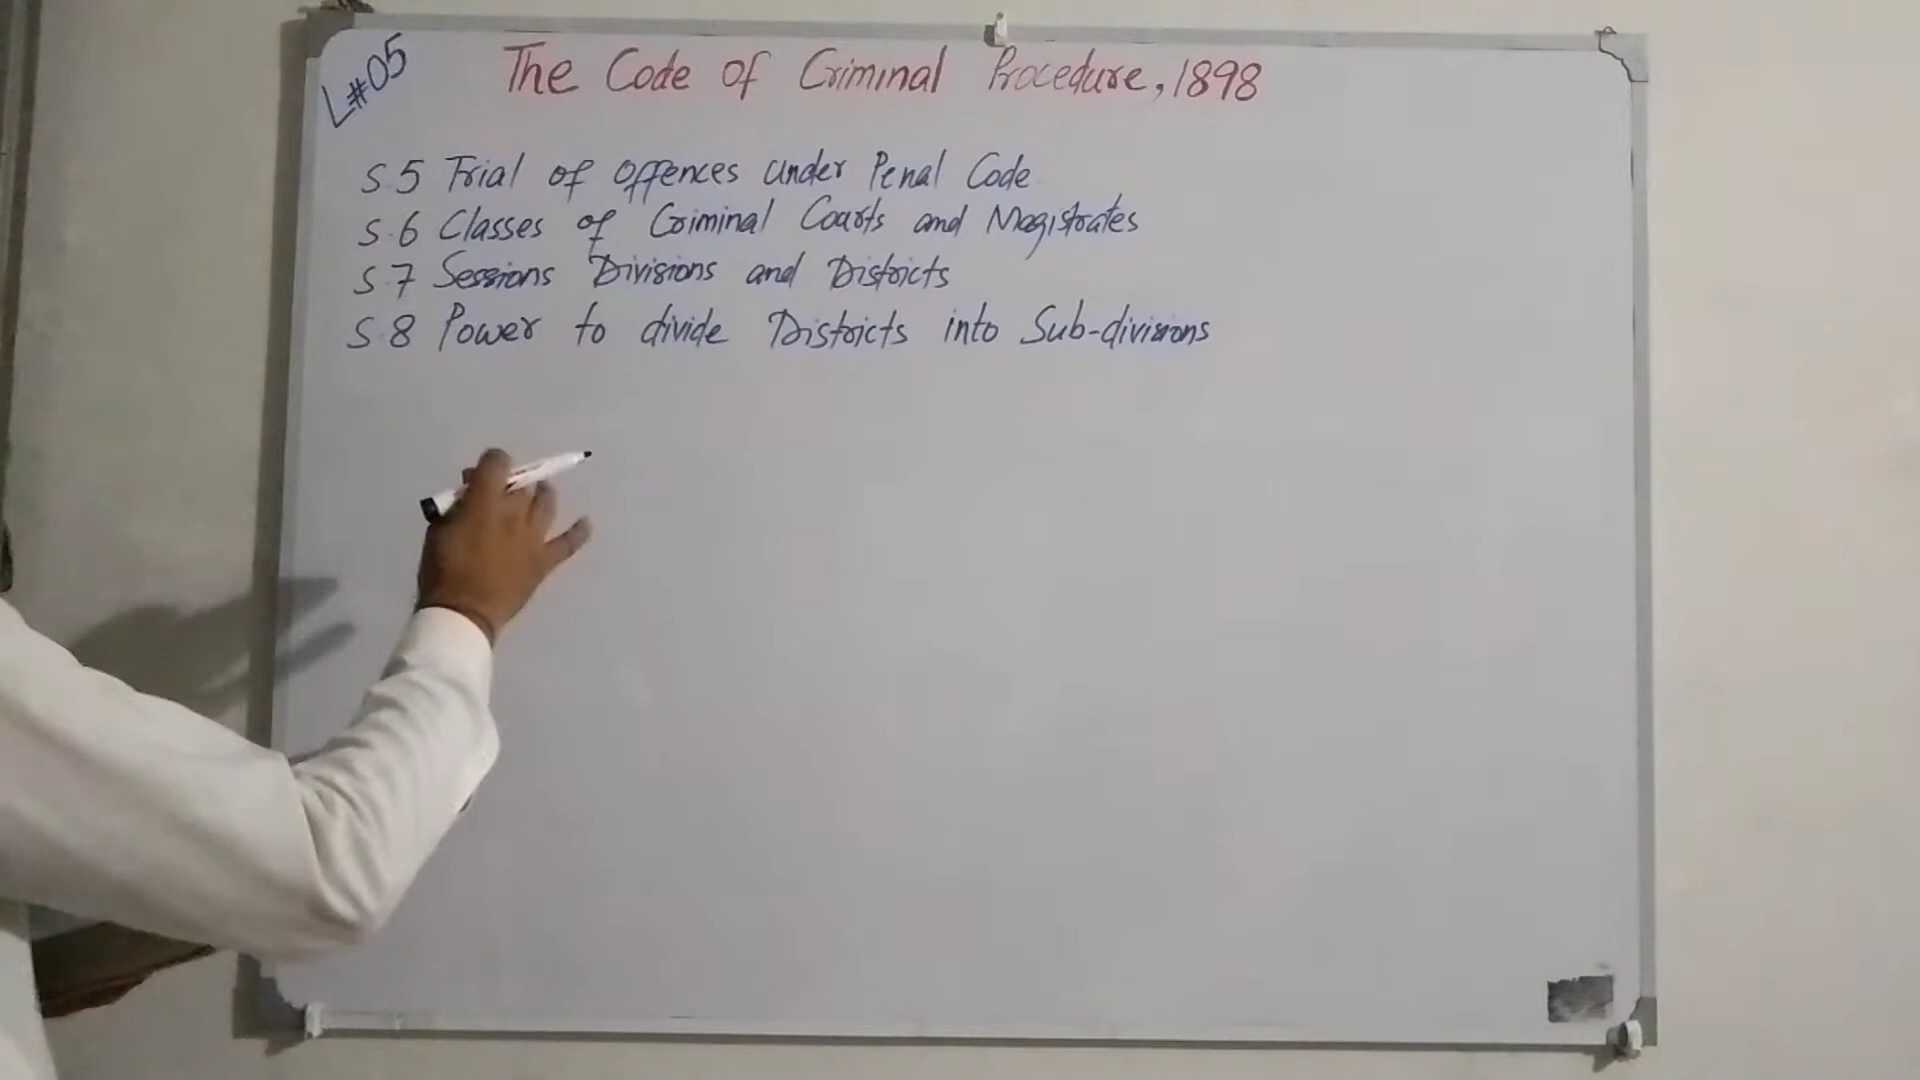 L#05
The Code of Criminal Procedure, 1898
S.5 Trial of Offences under Penal Code
S.6 Classes of Criminal Courts and Magistrates
S.7 Sessions Divisions and Districts
S.8 Power to divide Districts into Sub-divisions